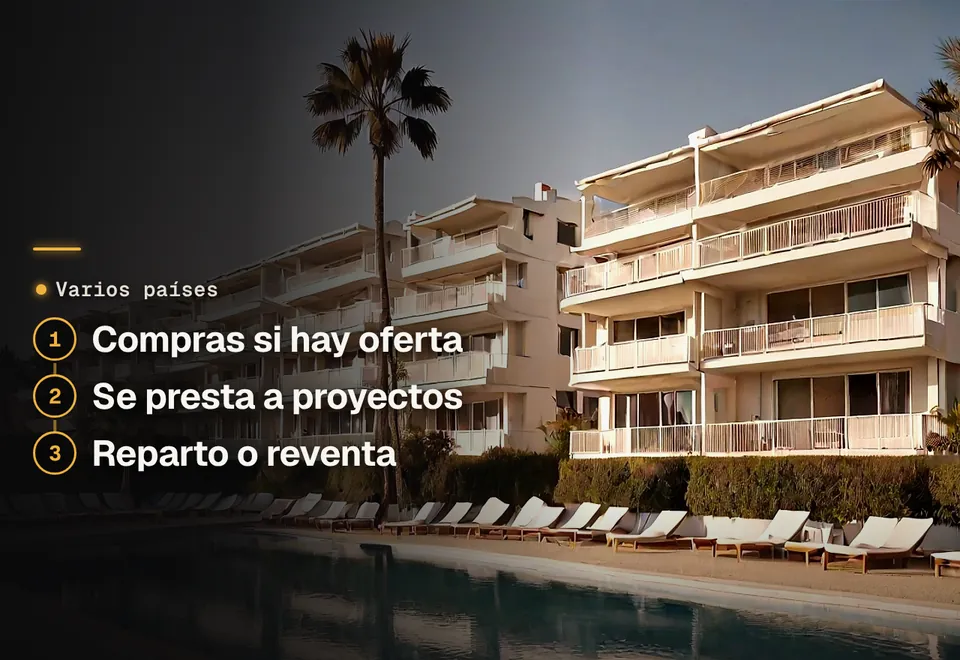 Varios países
1 Compras si hay oferta
2 Se presta a proyectos
3 Reparto o reventa